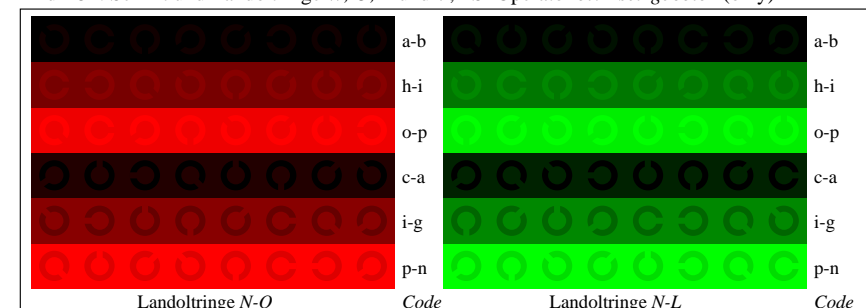 a-b a-b
h-i h-i
o-p o-p
c-a c-a
i-g i-g
p-n p-n
Landoltringe N-O Code Landoltringe N-L Code